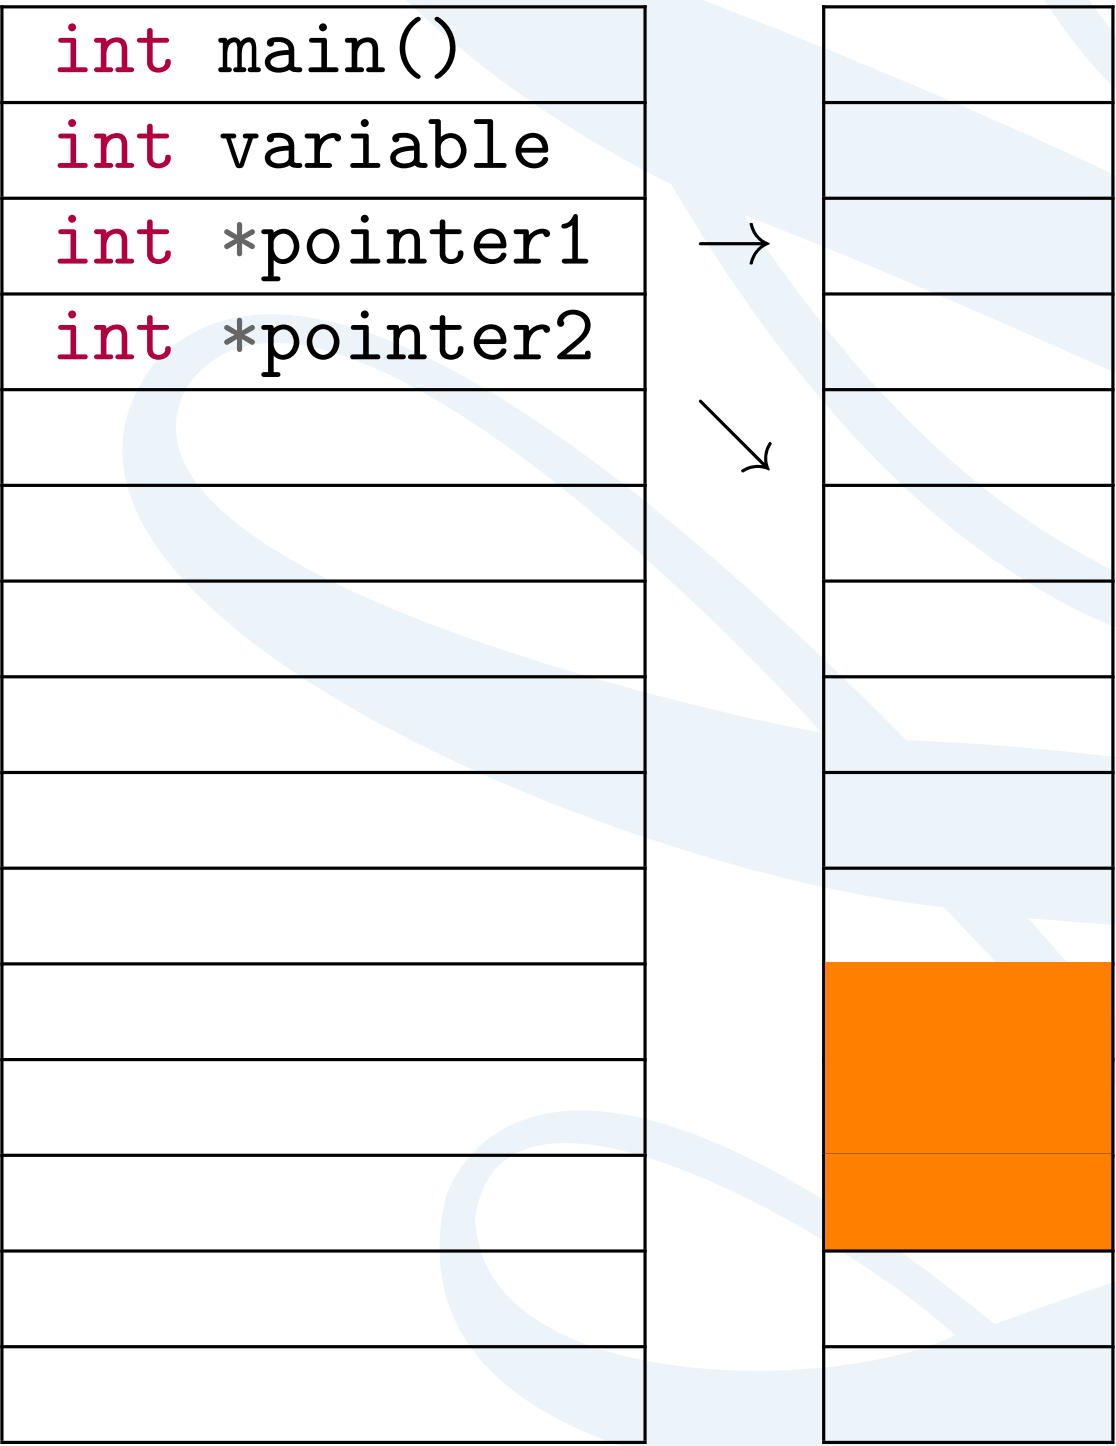 int main()
int variable
int *pointer1
int *pointer2